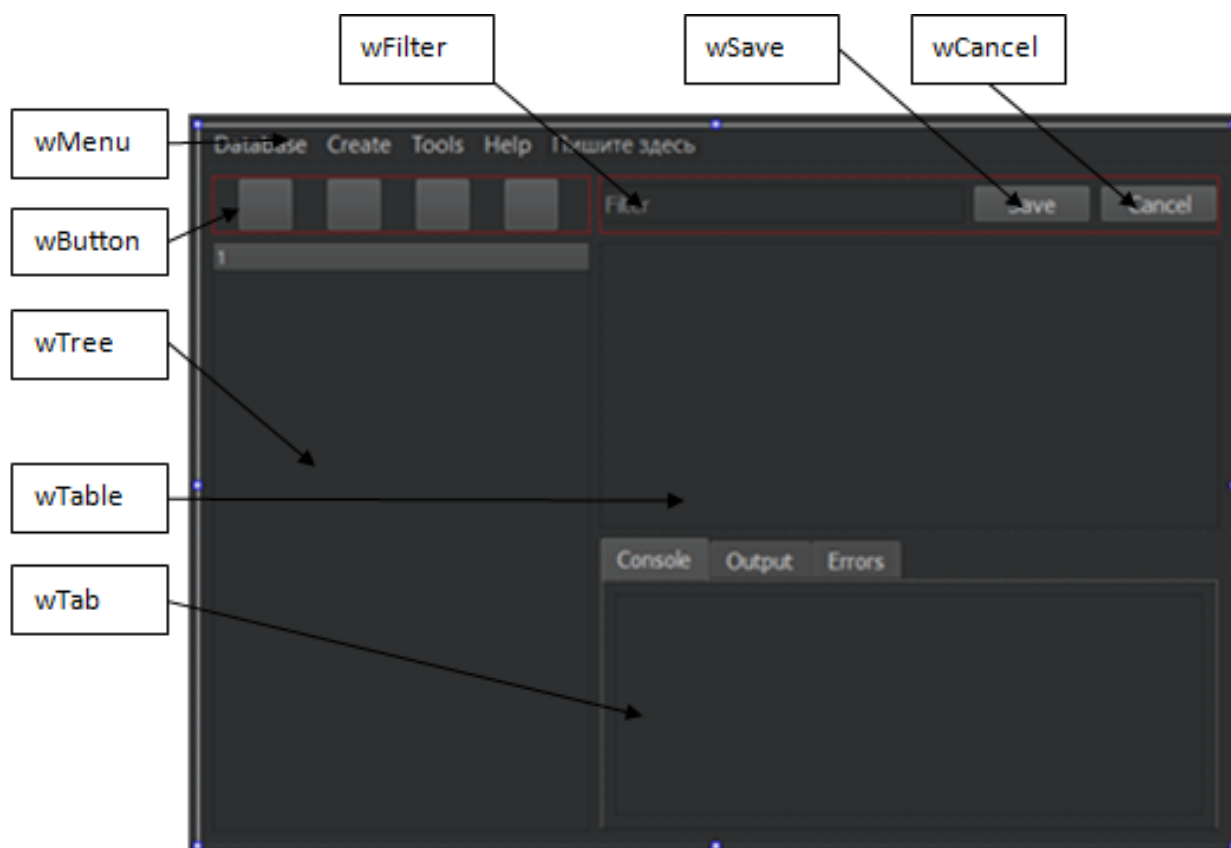 wFilter
wSave
wCancel
wMenu
Database Create Tools Help Пишите здесь
wButton
Filter
Save
Cancel
1
wTree
wTable
Console Output Errors
wTab